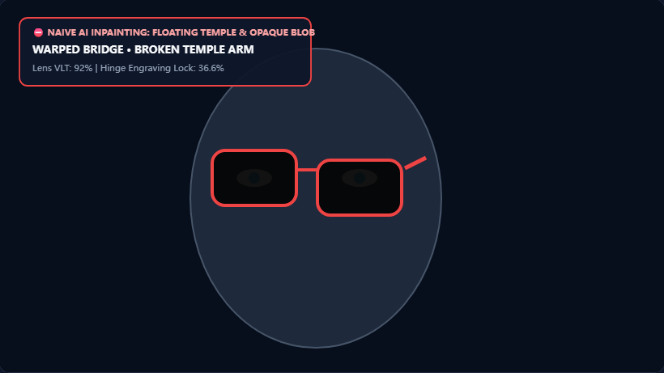 ⛔ NAIVE AI INPAINTING: FLOATING TEMPLE & OPAQUE BLOB
WARPED BRIDGE • BROKEN TEMPLE ARM
Lens VLT: 92% | Hinge Engraving Lock: 36.6%